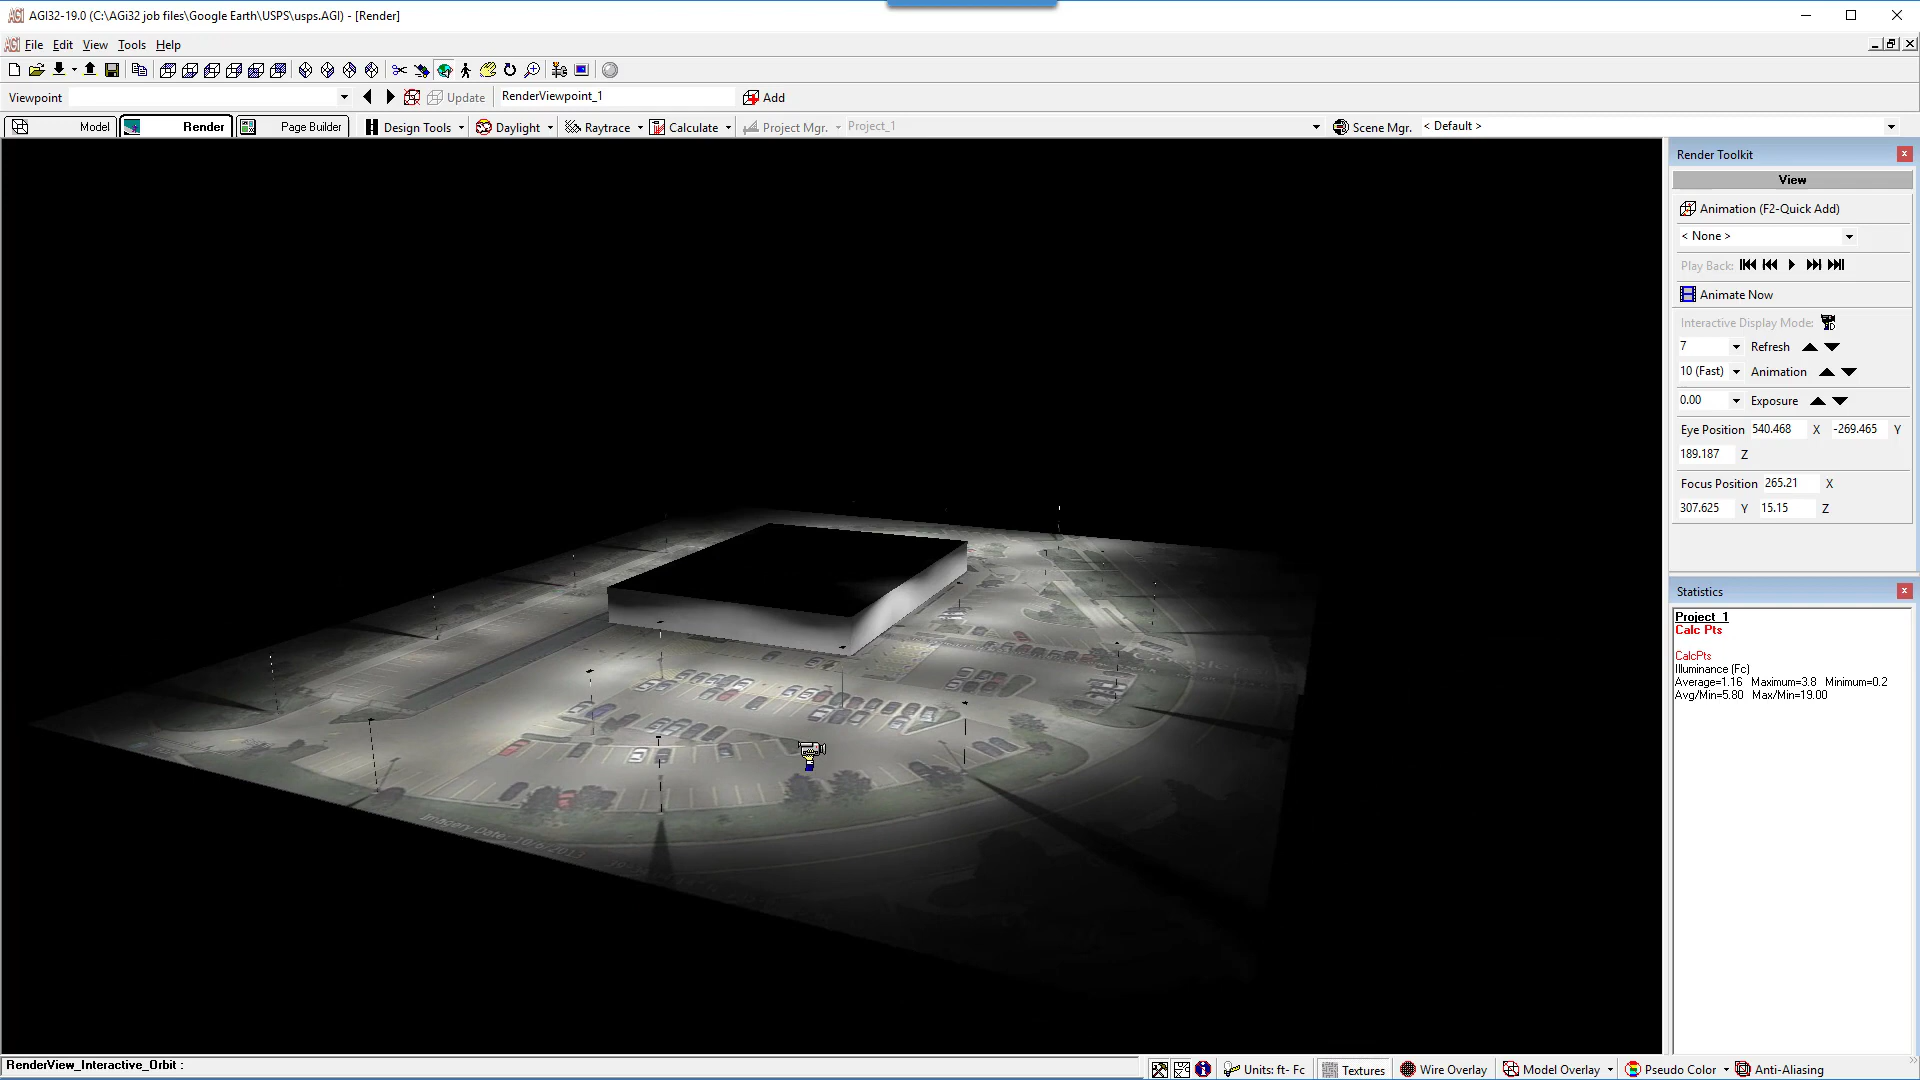 AGI32-19.0 (C:\AGi32 job files\Google Earth\USPS\usps.AGI) - [Render]
File Edit View Tools Help
Viewpoint Update RenderViewpoint_1 Add
Model Render Page Builder Design Tools Daylight Raytrace Calculate Project Mgr. Project_1 Scene Mgr. < Default >
Render Toolkit
View
Animation (F2-Quick Add)
< None >
Play Back:
Animate Now
Interactive Display Mode:
7 Refresh
10 (Fast) Animation
0.00 Exposure
Eye Position 540.468 X -269.465 Y
189.187 Z
Focus Position 265.21 X
307.625 Y 15.15 Z
Statistics
Project_1
Calc Pts
CalcPts
Illuminance (Fc)
Average=1.16 Maximum=3.8 Minimum=0.2
Avg/Min=5.80 Max/Min=19.00
Imagery Date: 10/6/2013
RenderView_Interactive_Orbit :
Units: ft- Fc Textures Wire Overlay Model Overlay Pseudo Color Anti-Aliasing